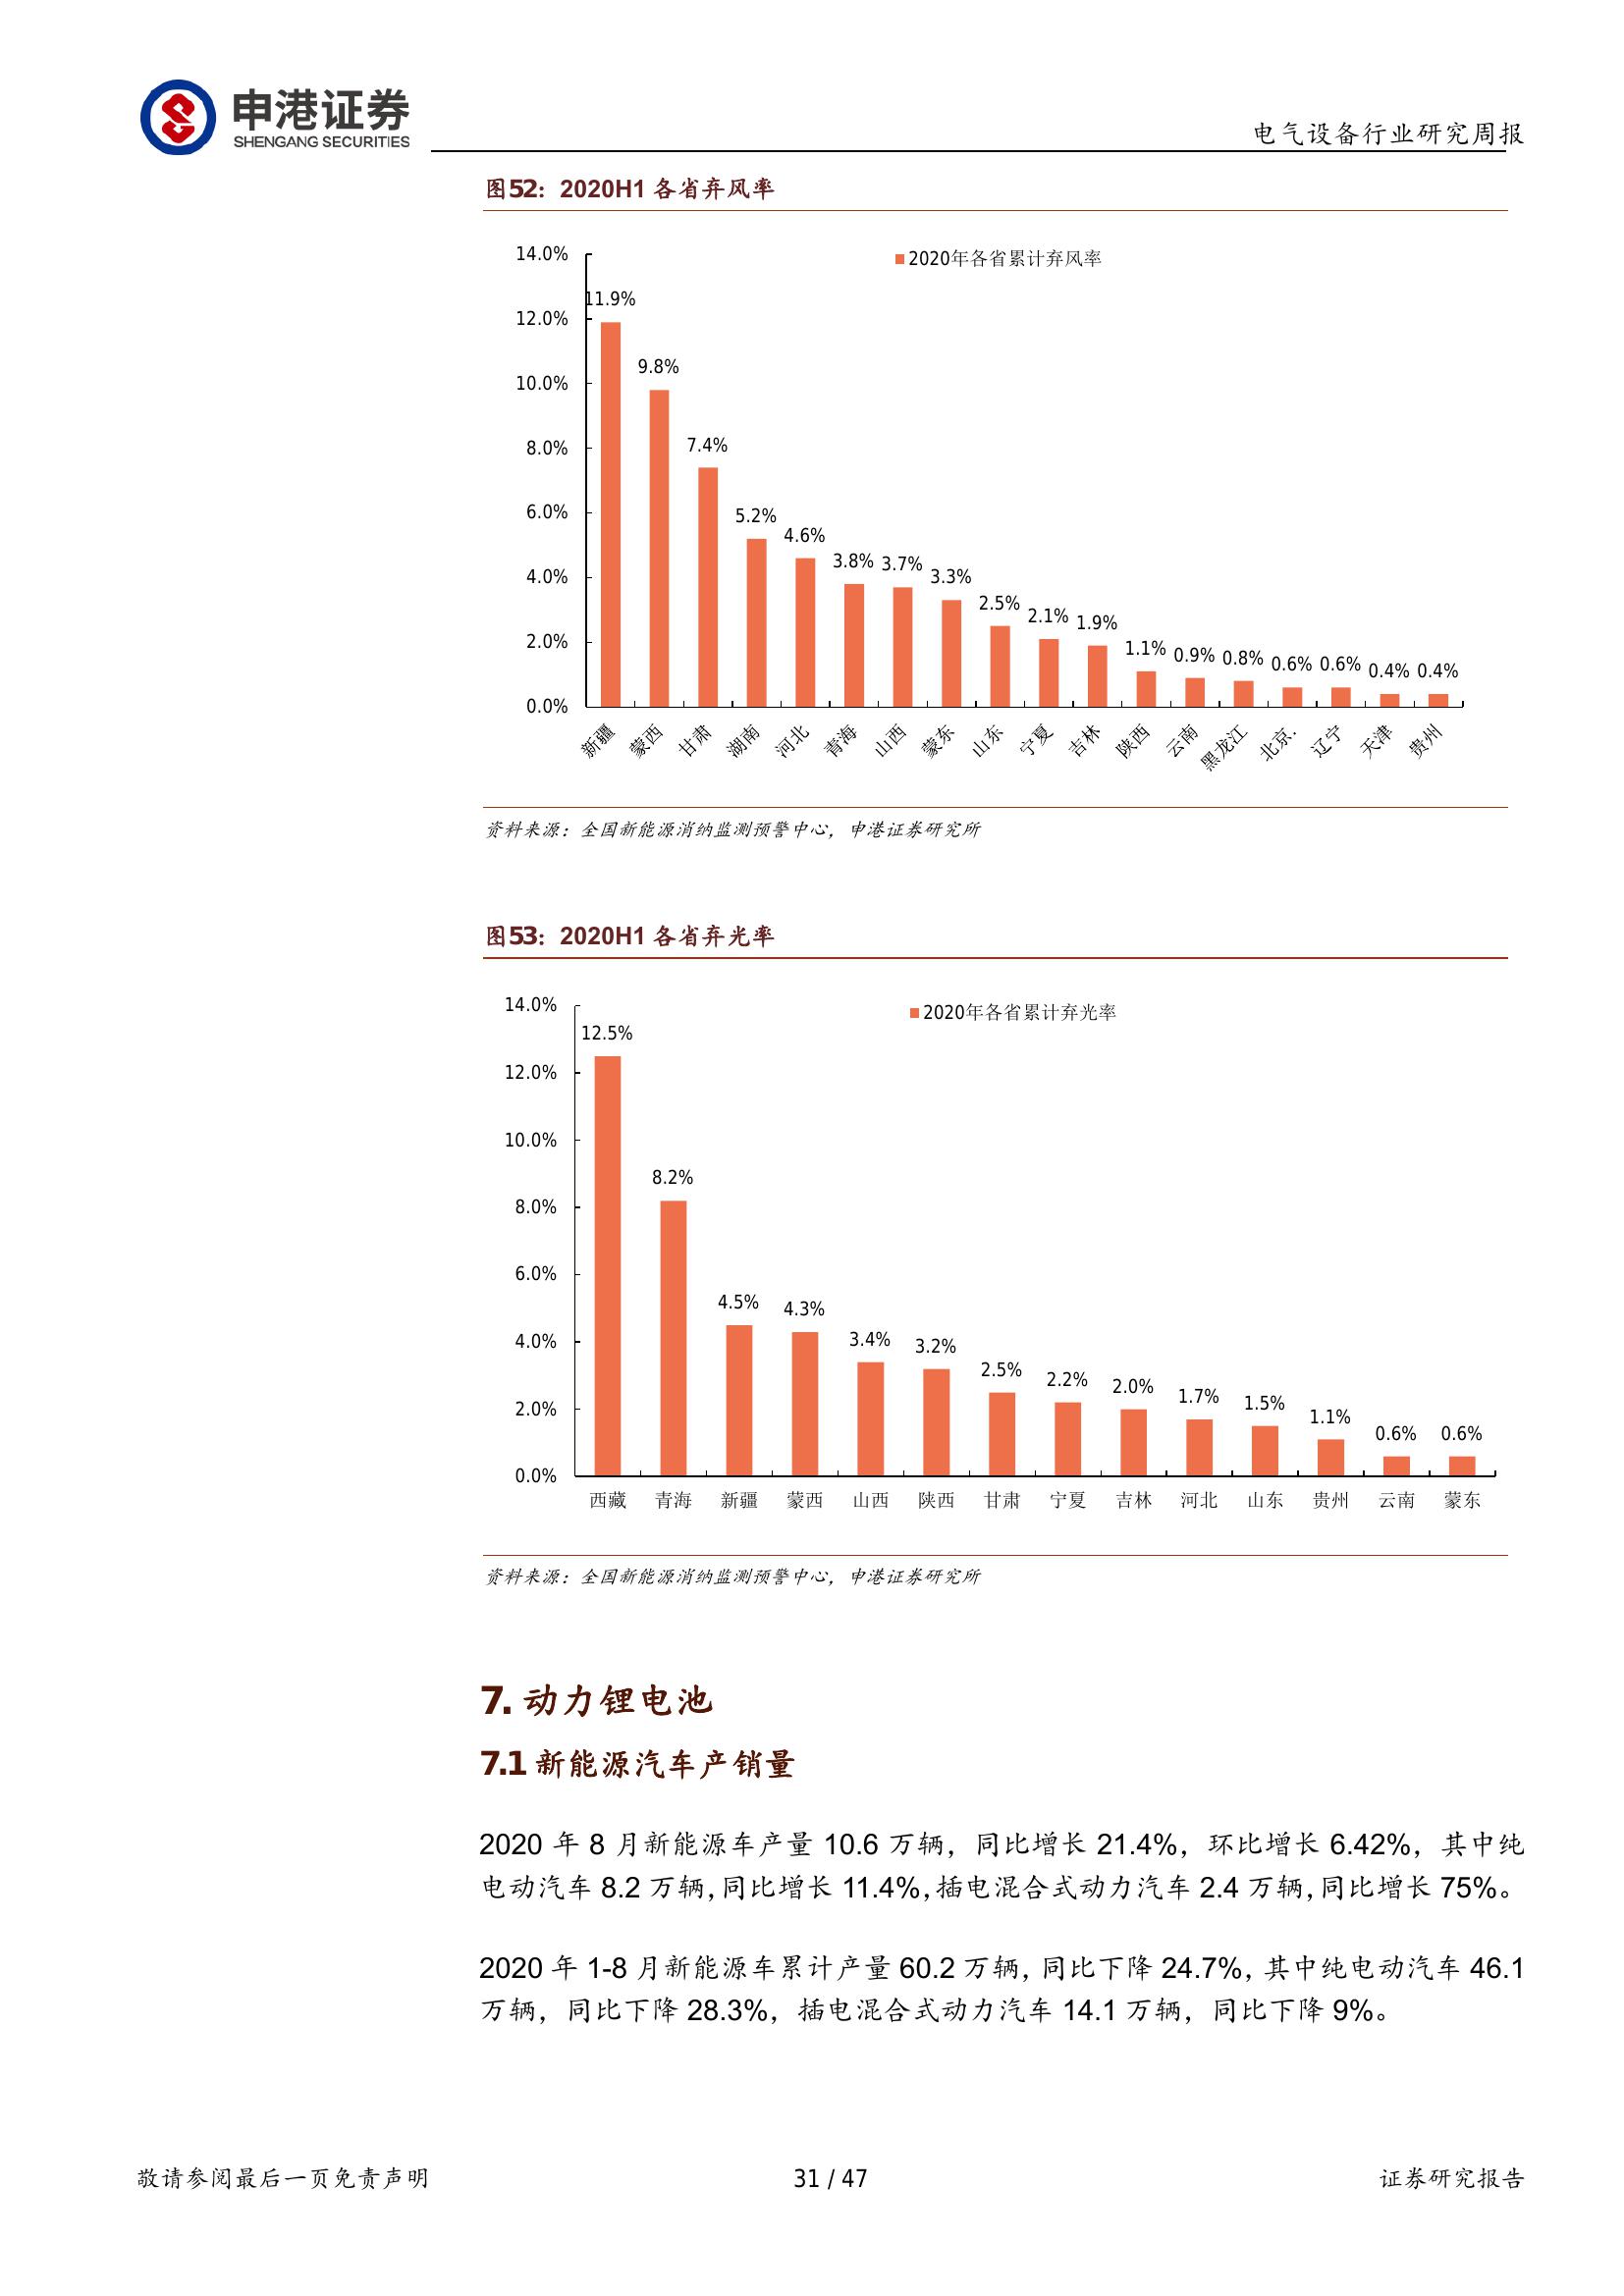 申港证券
SHENGANG SECURITIES
电气设备行业研究周报
图52：2020H1 各省弃风率
2020年各省累计弃风率
14.0%
12.0%
10.0%
8.0%
6.0%
4.0%
2.0%
0.0%
11.9%
9.8%
7.4%
5.2%
4.6%
3.8%
3.7%
3.3%
2.5%
2.1%
1.9%
1.1%
0.9%
0.8%
0.6%
0.6%
0.4%
0.4%
新疆
蒙西
甘肃
湖南
河北
青海
山西
蒙东
山东
宁夏
吉林
陕西
云南
黑龙江
北京.
辽宁
天津
贵州
资料来源：全国新能源消纳监测预警中心，申港证券研究所
图53：2020H1 各省弃光率
2020年各省累计弃光率
14.0%
12.0%
10.0%
8.0%
6.0%
4.0%
2.0%
0.0%
12.5%
8.2%
4.5%
4.3%
3.4%
3.2%
2.5%
2.2%
2.0%
1.7%
1.5%
1.1%
0.6%
0.6%
西藏
青海
新疆
蒙西
山西
陕西
甘肃
宁夏
吉林
河北
山东
贵州
云南
蒙东
资料来源：全国新能源消纳监测预警中心，申港证券研究所
7. 动力锂电池
7.1 新能源汽车产销量
2020 年 8 月新能源车产量 10.6 万辆，同比增长 21.4%，环比增长 6.42%，其中纯
电动汽车 8.2 万辆，同比增长 11.4%，插电混合式动力汽车 2.4 万辆，同比增长 75%。
2020 年 1-8 月新能源车累计产量 60.2 万辆，同比下降 24.7%，其中纯电动汽车 46.1
万辆，同比下降 28.3%，插电混合式动力汽车 14.1 万辆，同比下降 9%。
敬请参阅最后一页免责声明
31 / 47
证券研究报告